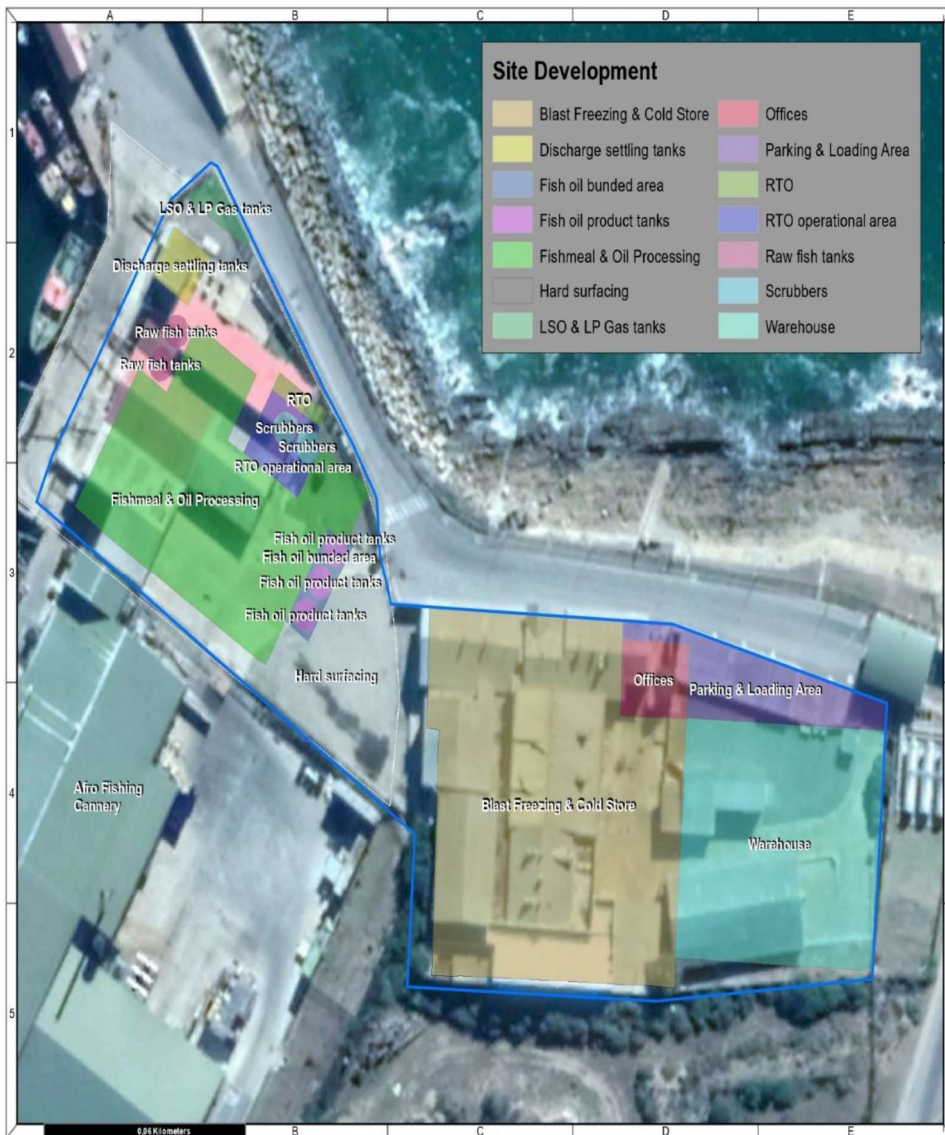 A B C D E
Site Development
Blast Freezing & Cold Store
Offices
Discharge settling tanks
Parking & Loading Area
Fish oil bunded area
RTO
Fish oil product tanks
RTO operational area
Fishmeal & Oil Processing
Raw fish tanks
Hard surfacing
Scrubbers
LSO & LP Gas tanks
Warehouse
1
LSO & LP Gas tanks
Discharge settling tanks
Raw fish tanks
2
Raw fish tanks
RTO
Scrubbers
Scrubbers
RTO operational area
Fishmeal & Oil Processing
Fish oil product tanks
Fish oil bunded area
3
Fish oil product tanks
Fish oil product tanks
Hard surfacing
Offices
Parking & Loading Area
Afro Fishing
Cannery
4
Blast Freezing & Cold Store
Warehouse
5
0,06 Kilometers
B C D E